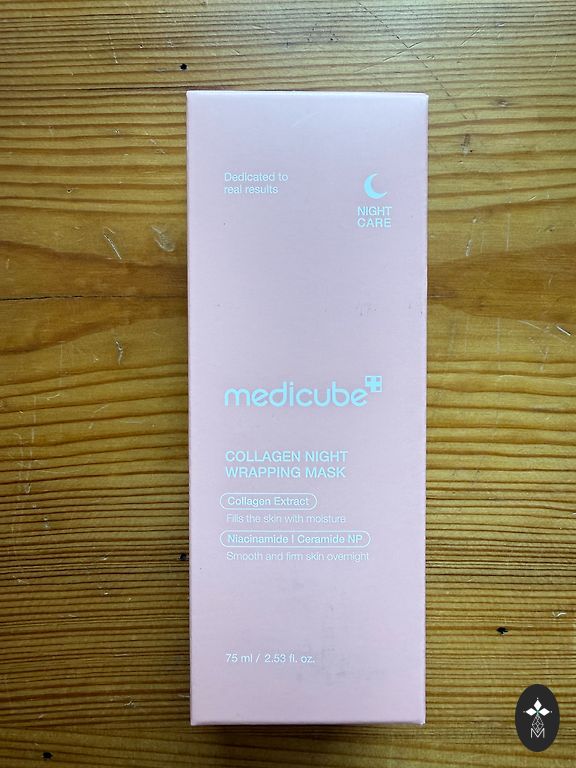 Dedicated to
real results
NIGHT
CARE
medicube
COLLAGEN NIGHT
WRAPPING MASK
Collagen Extract
Fills the skin with moisture
Niacinamide | Ceramide NP
Smooth and firm skin overnight
75 ml / 2.53 fl. oz.
M